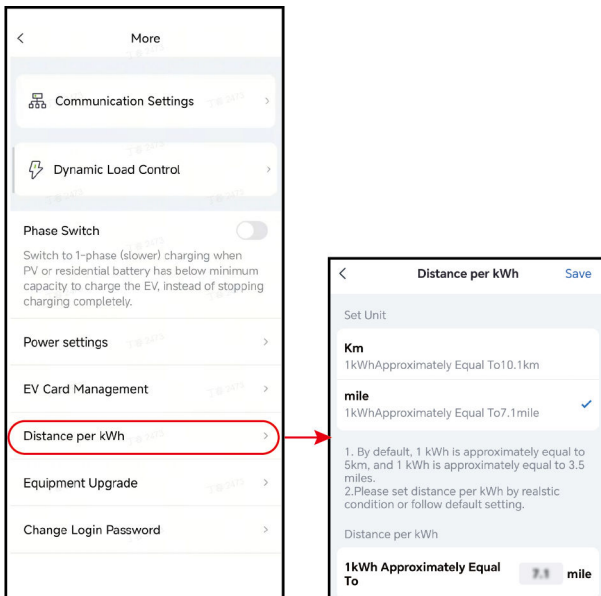 More
Communication Settings
Dynamic Load Control
Phase Switch
Switch to 1-phase (slower) charging when
PV or residential battery has below minimum
capacity to charge the EV, instead of stopping
charging completely.
Power settings
EV Card Management
Distance per kWh
Equipment Upgrade
Change Login Password
Distance per kWh
Save
Set Unit
Km
1kWhApproximately Equal To10.1km
mile
1kWhApproximately Equal To7.1mile
1. By default, 1 kWh is approximately equal to
5km, and 1 kWh is approximately equal to 3.5
miles.
2.Please set distance per kWh by realstic
condition or follow default setting.
Distance per kWh
1kWh Approximately Equal
To
7.1 mile